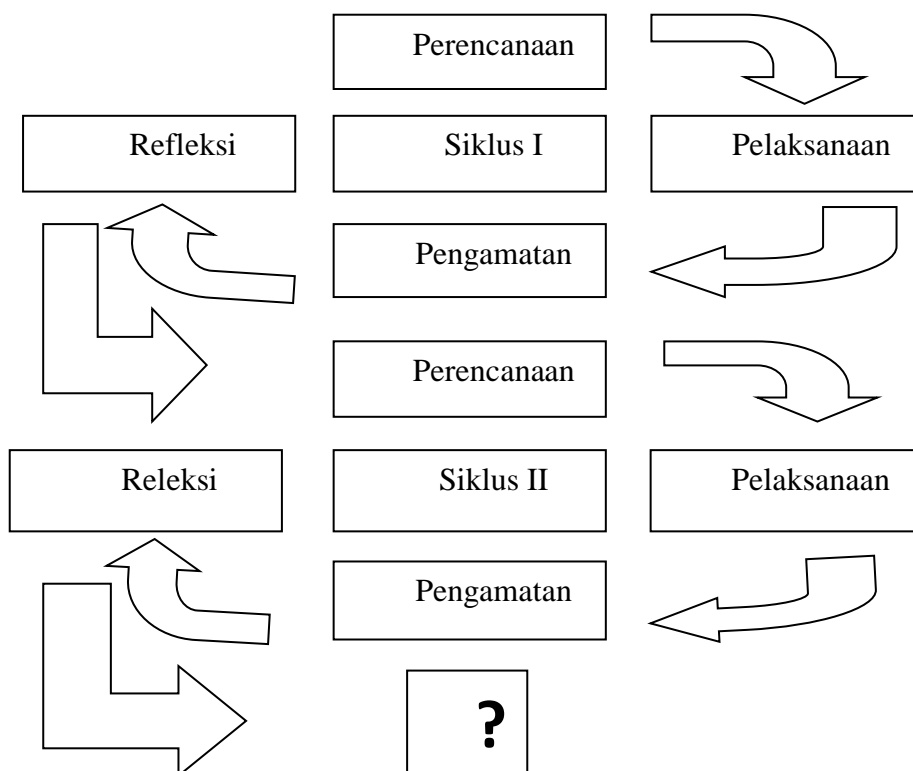 Perencanaan
Refleksi
Siklus I
Pelaksanaan
Pengamatan
Perencanaan
Releksi
Siklus II
Pelaksanaan
Pengamatan
?